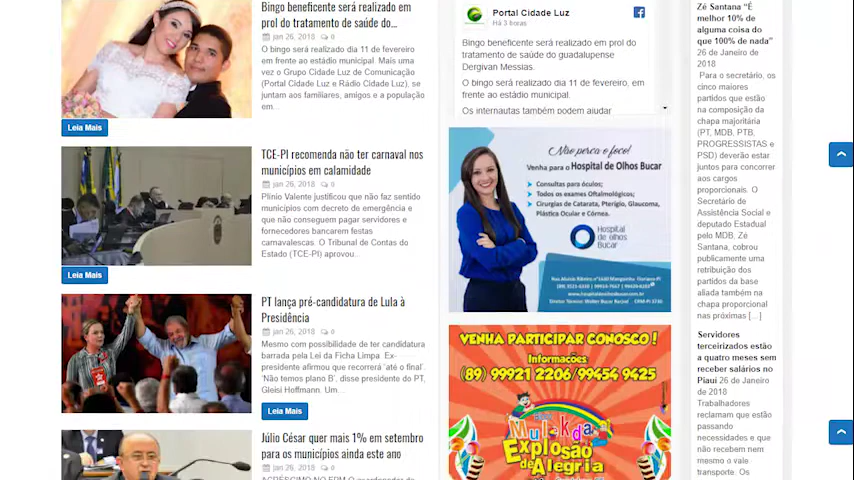 Bingo beneficente será realizado em
prol do tratamento de saúde do...
jan 26, 2018 0
O bingo será realizado dia 11 de fevereiro
em frente ao estádio municipal. Mais uma
vez o Grupo Cidade Luz de Comunicação
(Portal Cidade Luz e Rádio Cidade Luz), se
juntam aos familiares, amigos e a população
em...
Leia Mais
TCE-PI recomenda não ter carnaval nos
municípios em calamidade
jan 26, 2018 0
Plínio Valente justificou que não faz sentido
municípios com decreto de emergência e
que não conseguem pagar servidores e
fornecedores bancarem festas
carnavalescas. O Tribunal de Contas do
Estado (TCE-PI) aprovou...
Leia Mais
PT lança pré-candidatura de Lula à
Presidência
jan 26, 2018 0
Mesmo com possibilidade de ter candidatura
barrada pela Lei da Ficha Limpa Ex-
presidente afirmou que recorrerá 'até o final'.
'Não temos plano B', disse presidente do PT,
Gleisi Hoffmann. Um...
Leia Mais
Júlio César quer mais 1% em setembro
para os municípios ainda este ano
jan 26, 2018 0
Portal Cidade Luz
Há 3 horas
Bingo beneficente será realizado em prol do
tratamento de saúde do guadalupense
Dergivan Messias.
O bingo será realizado dia 11 de fevereiro, em
frente ao estádio municipal.
Os internautas também podem ajudar
Não perca o foco!
Venha para o Hospital de Olhos Bucar
Consultas para óculos;
Todos os exames Oftalmológicos;
Cirurgias de Catarata, Pterígio, Glaucoma,
Plástica Ocular e Córnea.
Hospital
de olhos
Bucar
VENHA PARTICIPAR CONOSCO!
Informações
(89) 99921 2206/99454 9425
Mulekda
Explosão
de Alegria
Zé Santana “É
melhor 10% de
alguma coisa do
que 100% de nada”
26 de Janeiro de
2018
Para o secretário, os
cinco maiores
partidos que estão
na composição da
chapa majoritária
(PT, MDB, PTB,
PROGRESSISTAS e
PSD) deverão estar
juntos para concorrer
aos cargos
proporcionais. O
Secretário de
Assistência Social e
deputado Estadual
pelo MDB, Zé
Santana, cobrou
publicamente uma
retribuição dos
partidos da base
aliada também na
chapa proporcional
nas próximas [...]
Servidores
terceirizados estão
a quatro meses sem
receber salários no
Piauí 26 de Janeiro de
2018
Trabalhadores
reclamam que estão
passando
necessidades e que
não recebem nem
mesmo o vale
transporte. Os